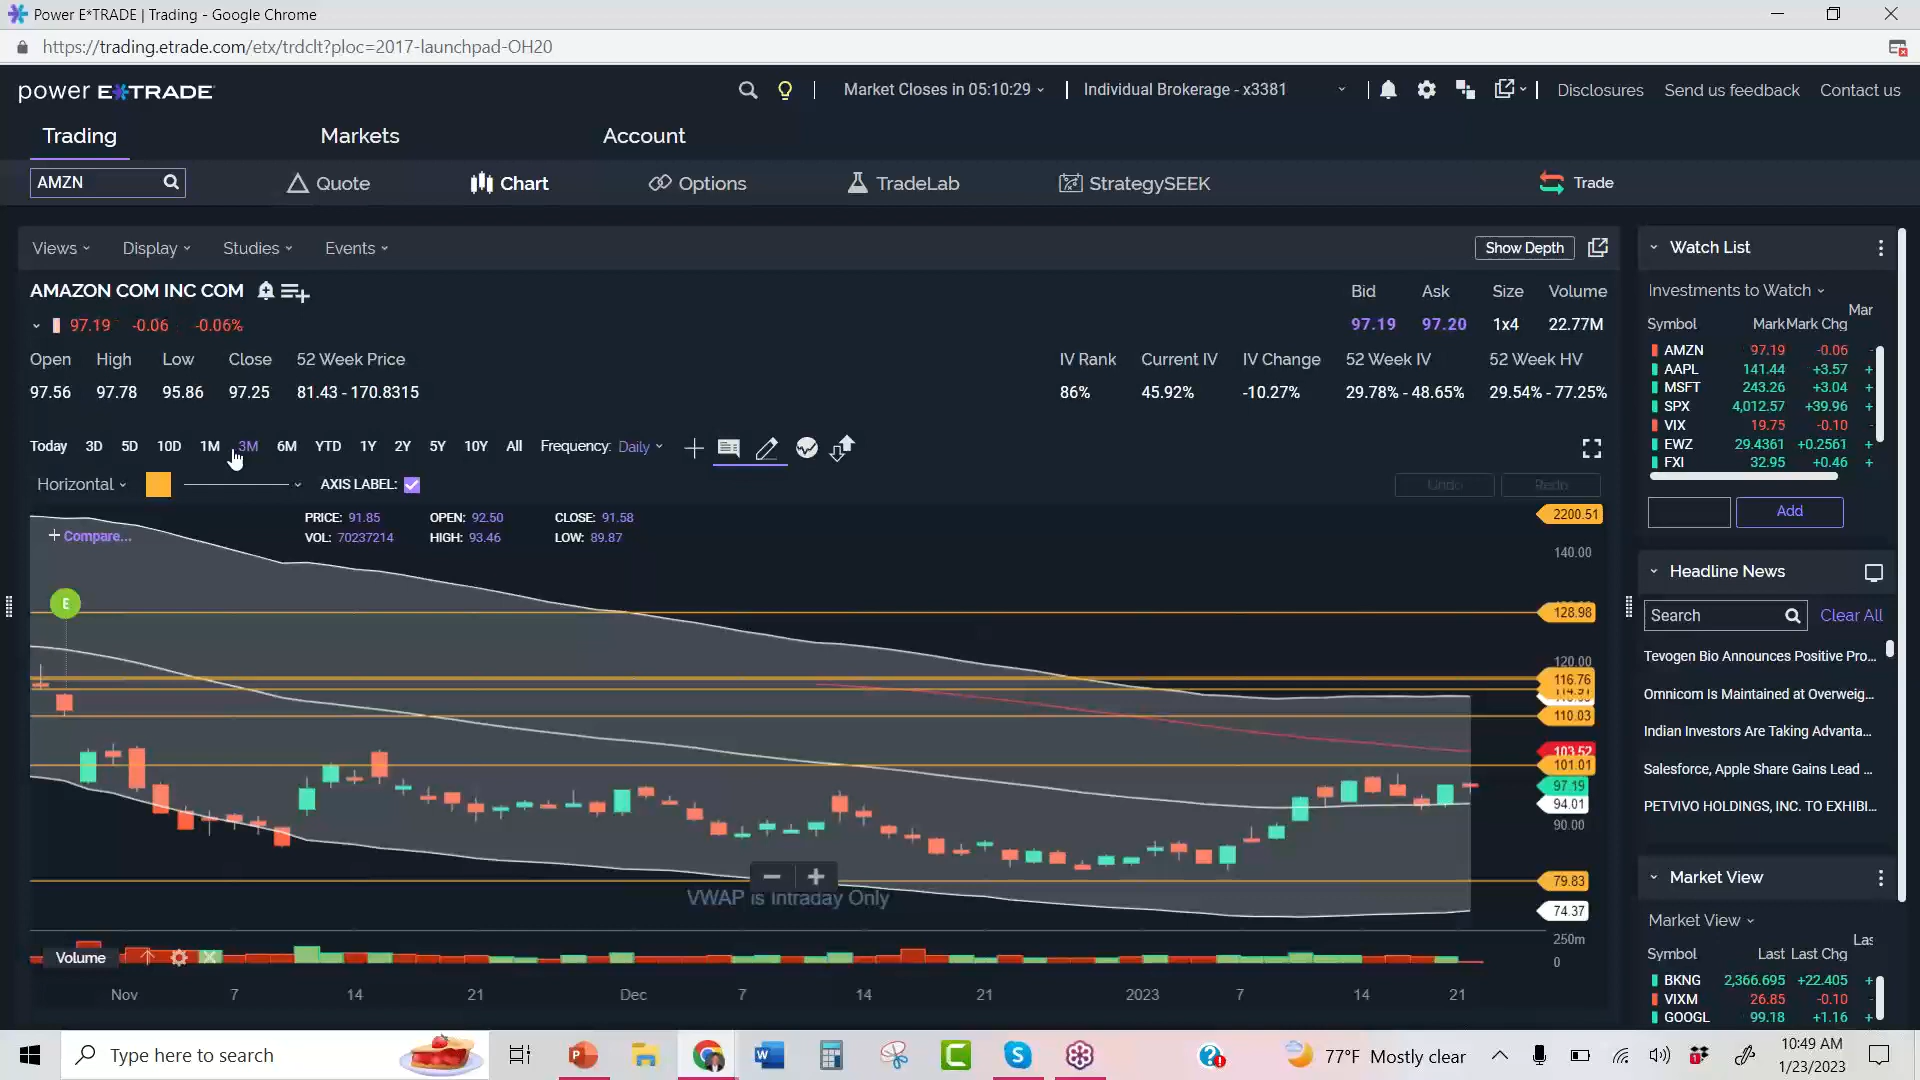 Power E*TRADE | Trading - Google Chrome
https://trading.etrade.com/etx/trdclt?ploc=2017-launchpad-OH20
power E*TRADE
Market Closes in 05:10:29
Individual Brokerage - x3381
Disclosures
Send us feedback
Contact us
Trading
Markets
Account
AMZN
Quote
Chart
Options
TradeLab
StrategySEEK
Trade
Views
Display
Studies
Events
Show Depth
AMAZON COM INC COM
97.19 -0.06 -0.06%
Bid Ask Size Volume
97.19 97.20 1x4 22.77M
Open High Low Close 52 Week Price
97.56 97.78 95.86 97.25 81.43 - 170.8315
IV Rank Current IV IV Change 52 Week IV 52 Week HV
86% 45.92% -10.27% 29.78% - 48.65% 29.54% - 77.25%
Today 3D 5D 10D 1M 3M 6M YTD 1Y 2Y 5Y 10Y All Frequency: Daily
Horizontal
AXIS LABEL:
Undo
Redo
+ Compare...
PRICE: 91.85 OPEN: 92.50 CLOSE: 91.58
VOL: 70237214 HIGH: 93.46 LOW: 89.87
E
2200.51
140.00
128.98
120.00
116.76
114.91
110.03
103.52
101.01
97.19
94.01
90.00
79.83
74.37
250m
0
VWAP is Intraday Only
Volume
Nov 7 14 21 Dec 7 14 21 2023 7 14 21
Watch List
Investments to Watch
Mar
Symbol Mark Mark Chg
AMZN 97.19 -0.06 -
AAPL 141.44 +3.57 +
MSFT 243.26 +3.04 +
SPX 4,012.57 +39.96 +
VIX 19.75 -0.10 -
EWZ 29.4361 +0.2561 +
FXI 32.95 +0.46 +
Add
Headline News
Search
Clear All
Tevogen Bio Announces Positive Pro...
Omnicom Is Maintained at Overweig...
Indian Investors Are Taking Advanta...
Salesforce, Apple Share Gains Lead ...
PETVIVO HOLDINGS, INC. TO EXHIBI...
Market View
Market View
Las
Symbol Last Last Chg
BKNG 2,366.695 +22.405 +
VIXM 26.85 -0.10 -
GOOGL 99.18 +1.16 +
Type here to search
77°F Mostly clear
10:49 AM
1/23/2023